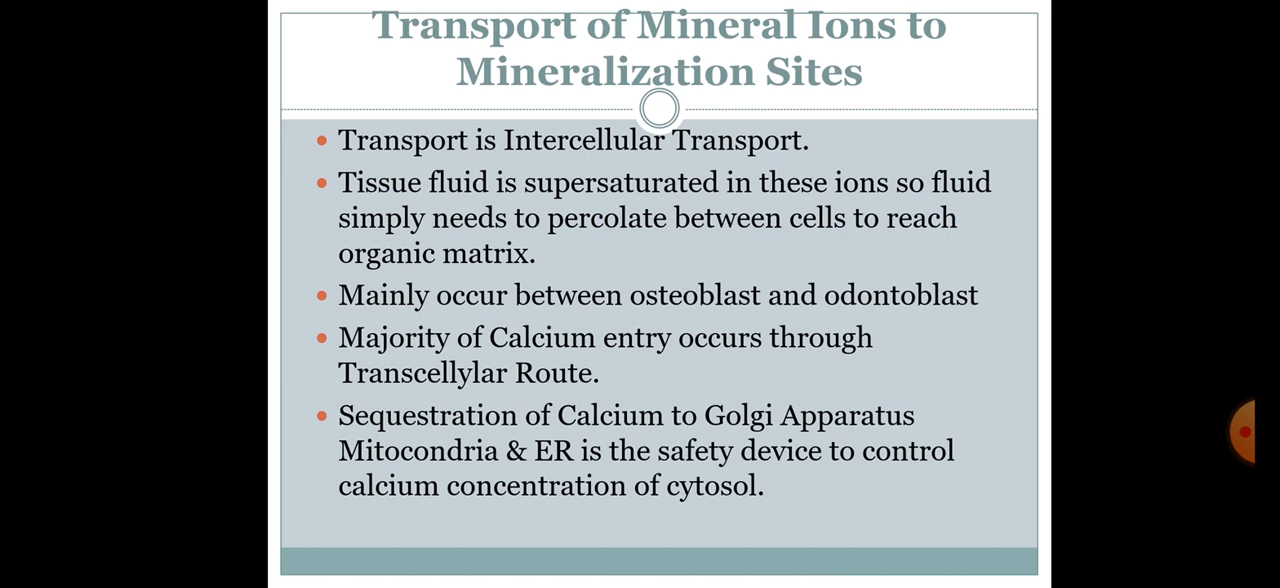 Transport of Mineral Ions to
Mineralization Sites
Transport is Intercellular Transport.
Tissue fluid is supersaturated in these ions so fluid
simply needs to percolate between cells to reach
organic matrix.
Mainly occur between osteoblast and odontoblast
Majority of Calcium entry occurs through
Transcellylar Route.
Sequestration of Calcium to Golgi Apparatus
Mitocondria & ER is the safety device to control
calcium concentration of cytosol.